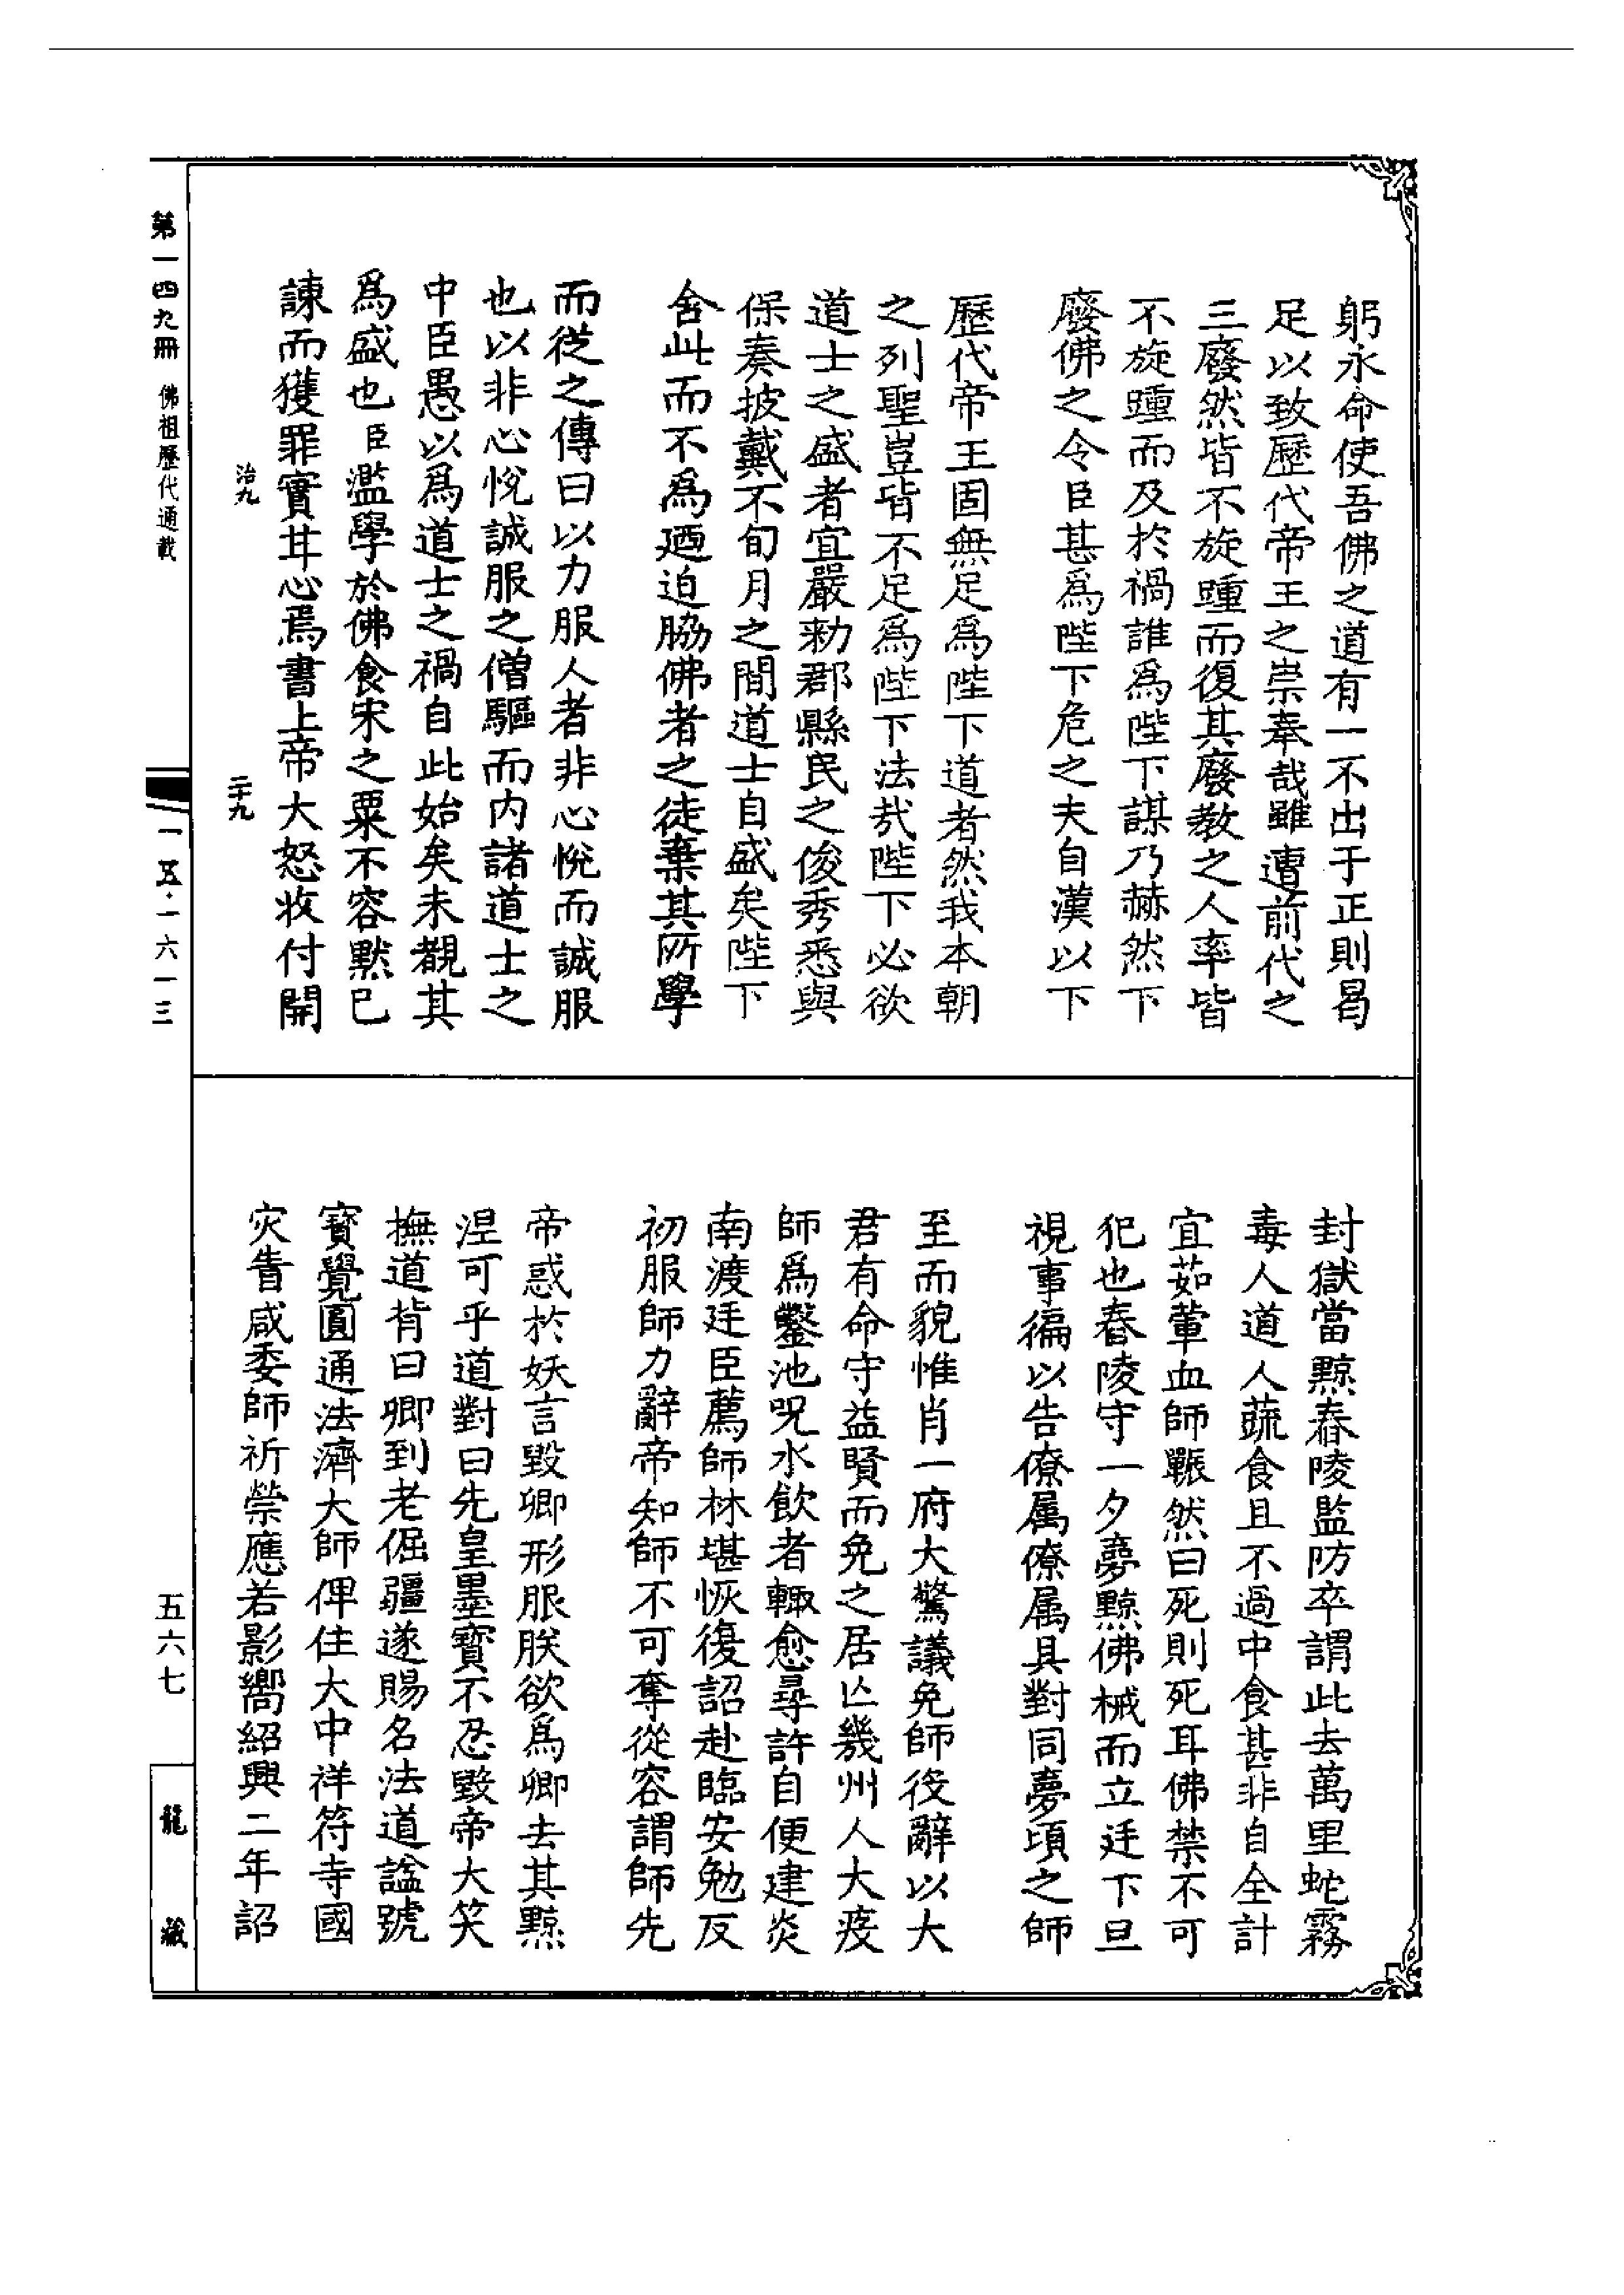 躬永命使吾佛之道有一不出于正則曷
足以致歷代帝王之崇奉哉雖遭前代之
三廢然皆不旋踵而復其廢教之人率皆
不旋踵而及於禍誰爲陛下謀乃赫然下
廢佛之令臣甚爲陛下危之夫自漢以下
歷代帝王固無足爲陛下道者然我本朝
之列聖豈皆不足爲陛下法哉陛下必欲
道士之盛者宜嚴勑郡縣民之俊秀悉與
保奏披戴不旬月之間道士自盛矣陛下
舍此而不爲廼迫脇佛者之徒棄其所學
而從之傳曰以力服人者非心悅而誠服
也以非心悅誠服之僧驅而内諸道士之
中臣愚以爲道士之禍自此始矣未覩其
爲盛也臣濫學於佛食宋之粟不容默已
諫而獲罪實甘心焉書上帝大怒收付開
治九
二十九
封獄當黥舂陵監防卒謂此去萬里蛇霧
毒人道人蔬食且不過中食甚非自全計
宜茹葷血師囅然曰死則死耳佛禁不可
犯也舂陵守一夕夢黥佛械而立廷下旦
視事徧以告僚属僚属具對同夢頃之師
至而貌惟肖一府大驚議免師役辭以大
君有命守益賢而免之居亡幾州人大疫
師爲鑿池呪水飲者輙愈尋許自便建炎
南渡廷臣薦師林堪恢復詔赴臨安勉反
初服師力辭帝知師不可奪從容謂師先
帝惑於妖言毀卿形服朕欲爲卿去其黥
涅可乎道對曰先皇墨寶不忍毀帝大笑
撫道背曰卿到老倔疆遂賜名法道謚號
寶覺圓通法濟大師俾住大中祥符寺國
灾眚咸委師祈禜應若影嚮紹興二年詔
第一四九冊
佛祖歷代通載
一五·一六一三
五六七
龍藏